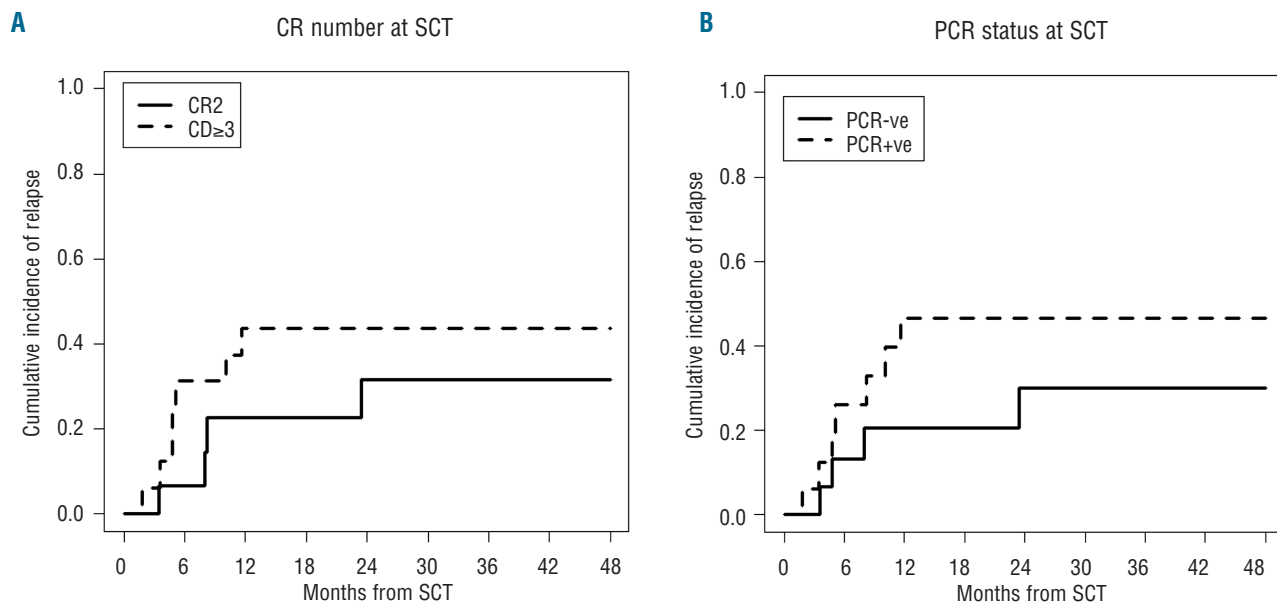 A
CR number at SCT
Cumulative incidence of relapse
1.0
0.8
0.6
0.4
0.2
0.0
CR2
CD≥3
0 6 12 18 24 30 36 42 48
Months from SCT
B
PCR status at SCT
Cumulative incidence of relapse
1.0
0.8
0.6
0.4
0.2
0.0
PCR-ve
PCR+ve
0 6 12 18 24 30 36 42 48
Months from SCT